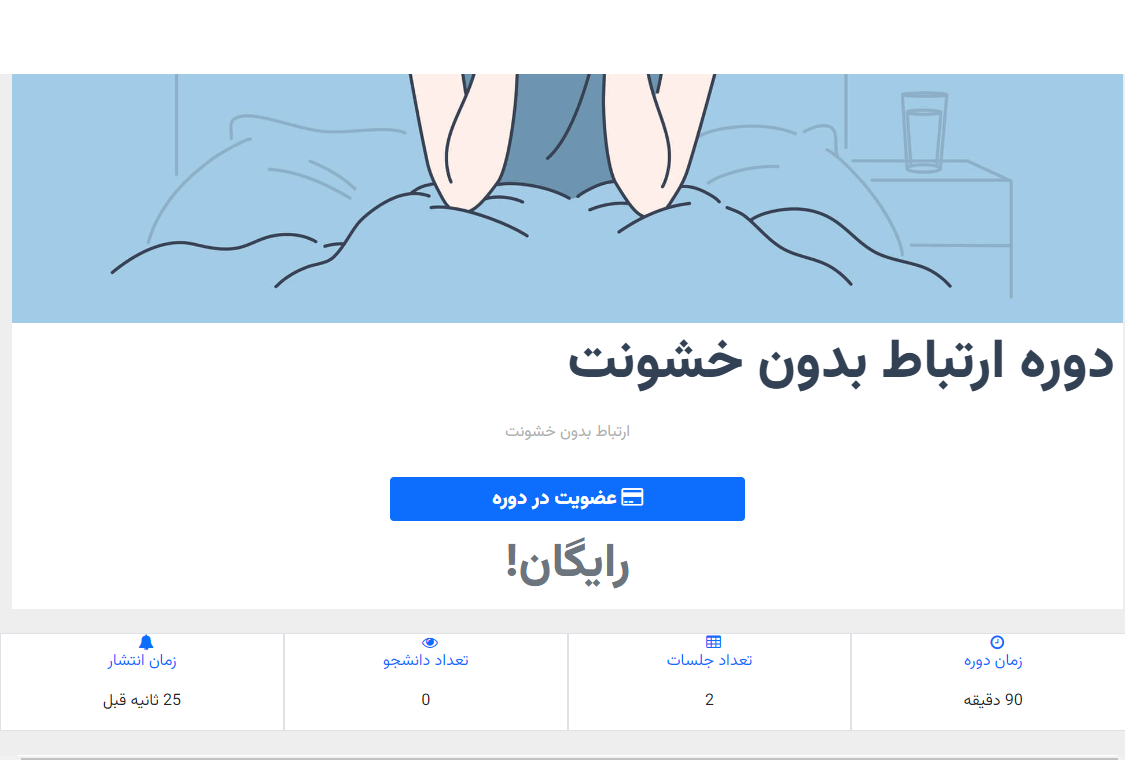 دوره ارتباط بدون خشونت
ارتباط بدون خشونت
عضویت در دوره
رایگان!
زمان دوره
90 دقیقه
تعداد جلسات
2
تعداد دانشجو
0
زمان انتشار
25 ثانیه قبل